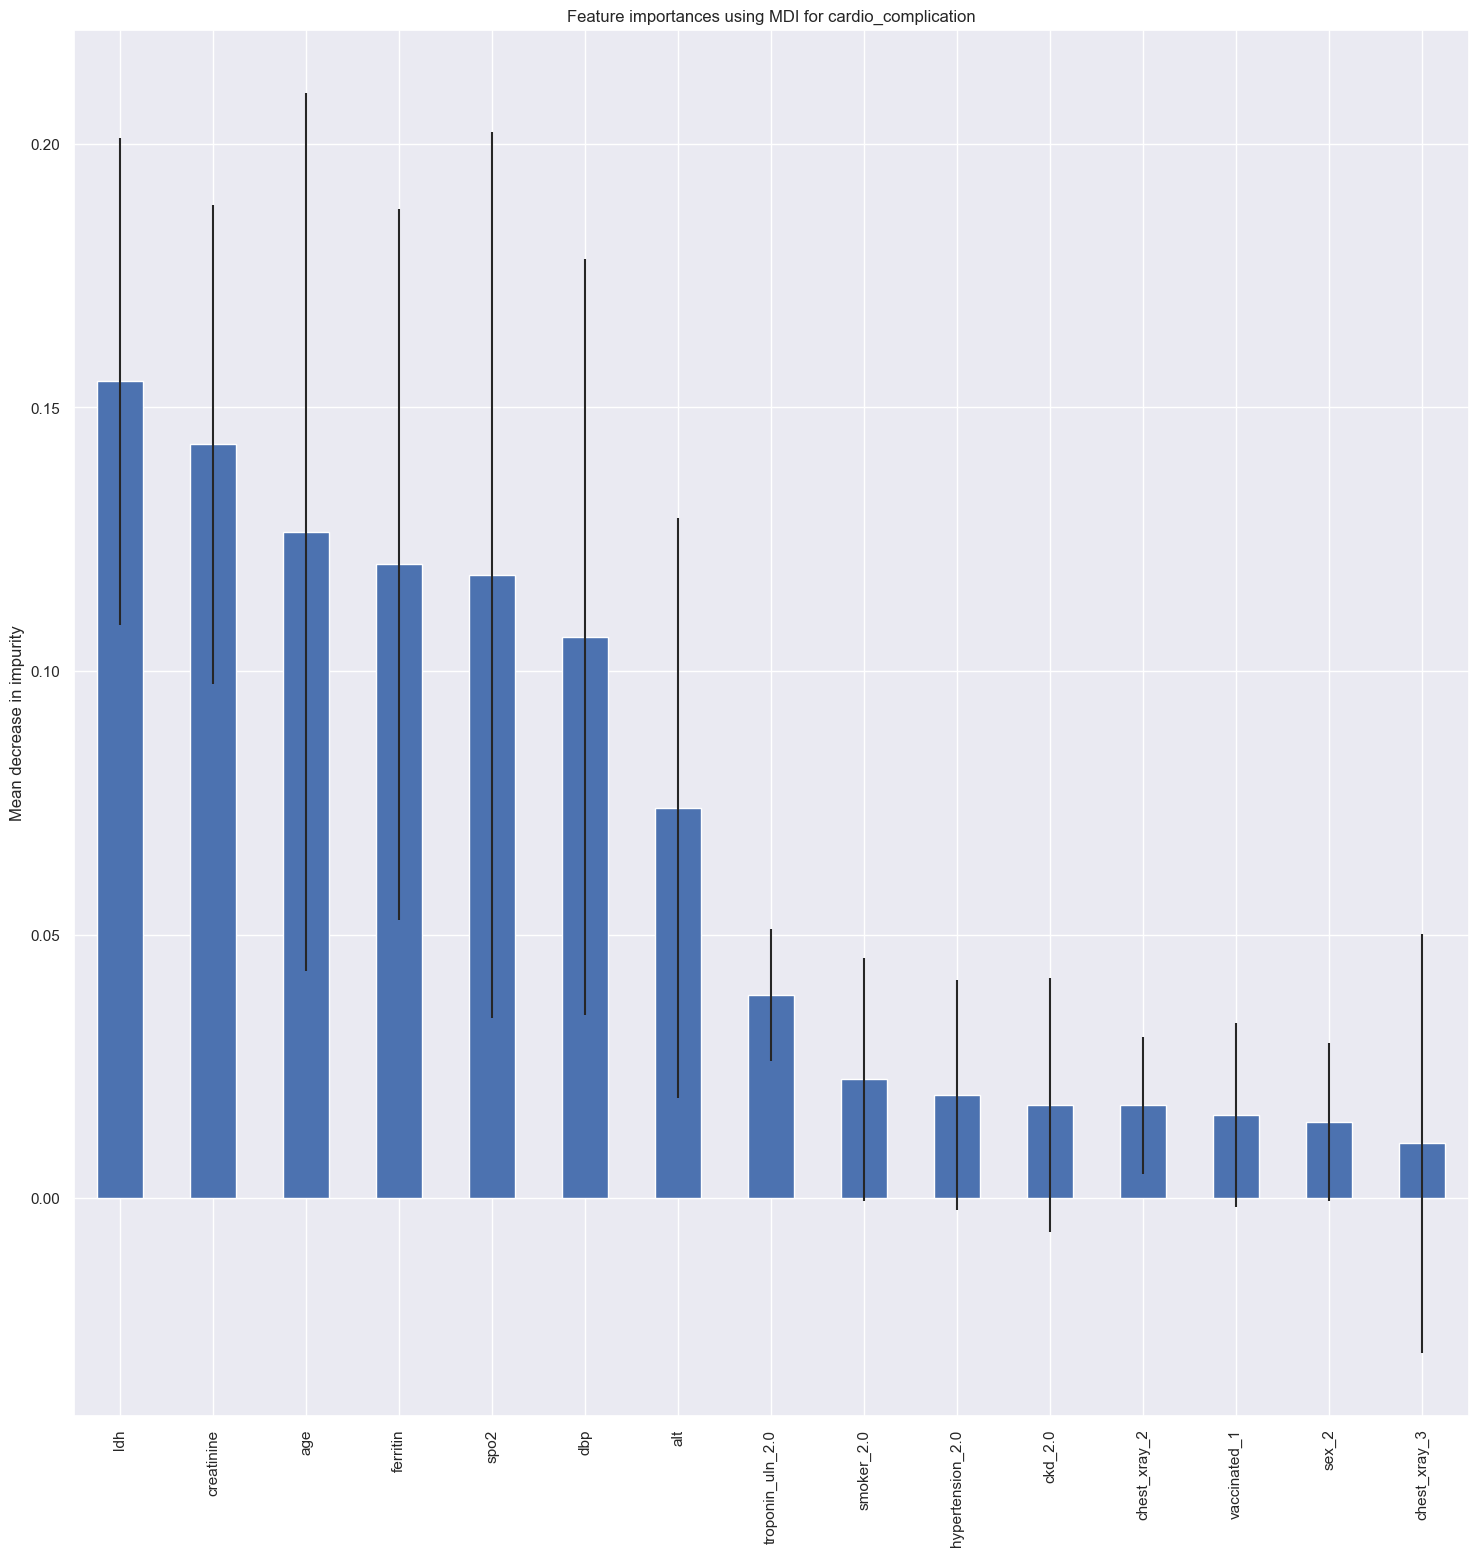 Feature importances using MDI for cardio_complication
Mean decrease in impurity
0.20
0.15
0.10
0.05
0.00
ldh
creatinine
age
ferritin
spo2
dbp
alt
troponin_uln_2.0
smoker_2.0
hypertension_2.0
ckd_2.0
chest_xray_2
vaccinated_1
sex_2
chest_xray_3